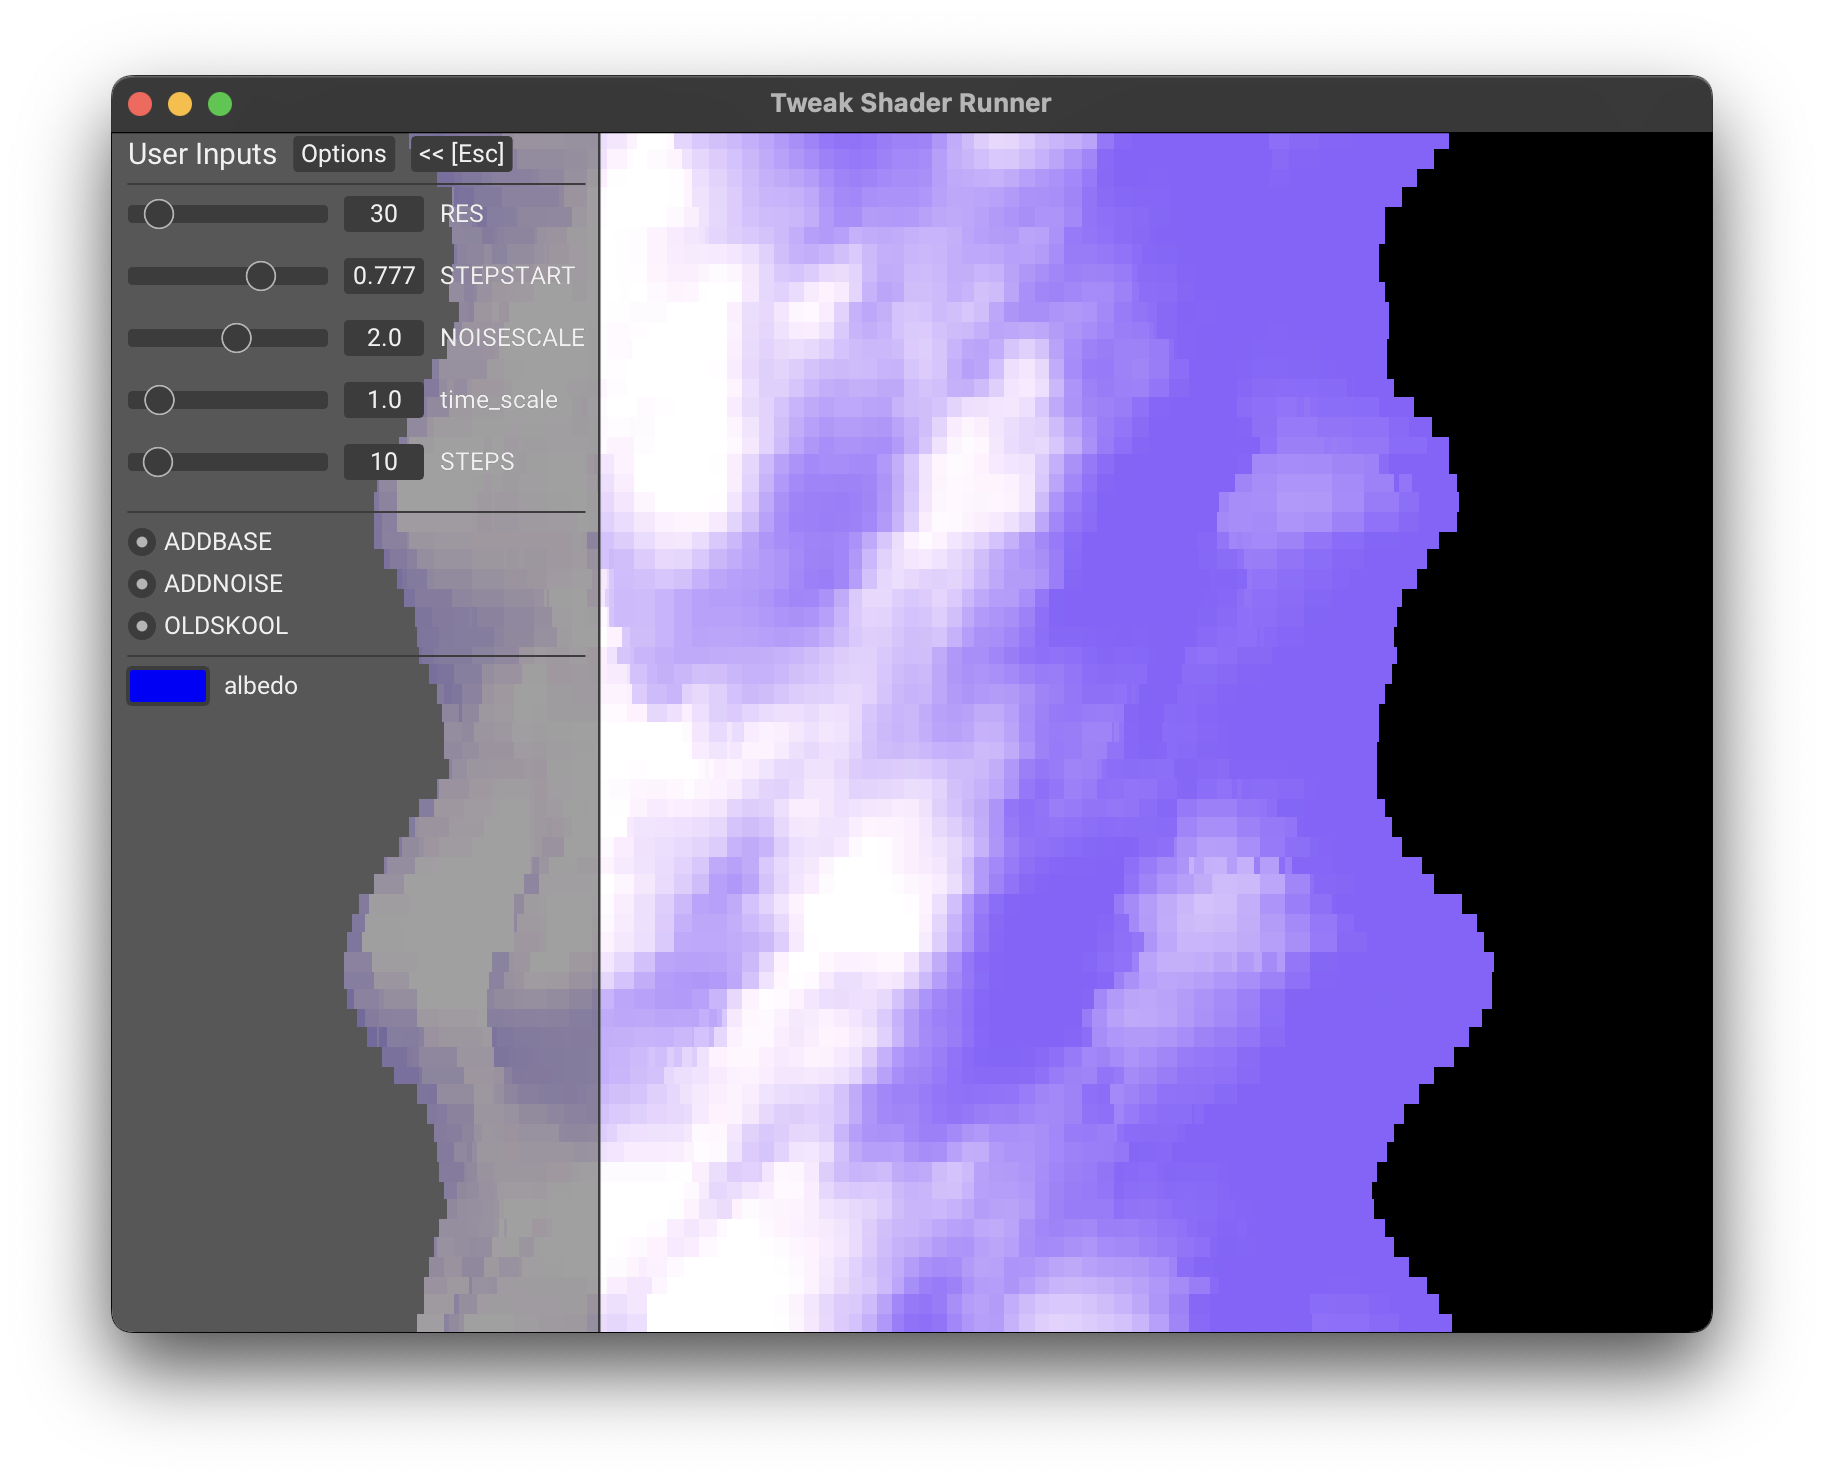 Tweak Shader Runner
User Inputs Options << [Esc]
30 RES
0.777 STEPSTART
2.0 NOISESCALE
1.0 time_scale
10 STEPS
ADDBASE
ADDNOISE
OLDSKOOL
albedo